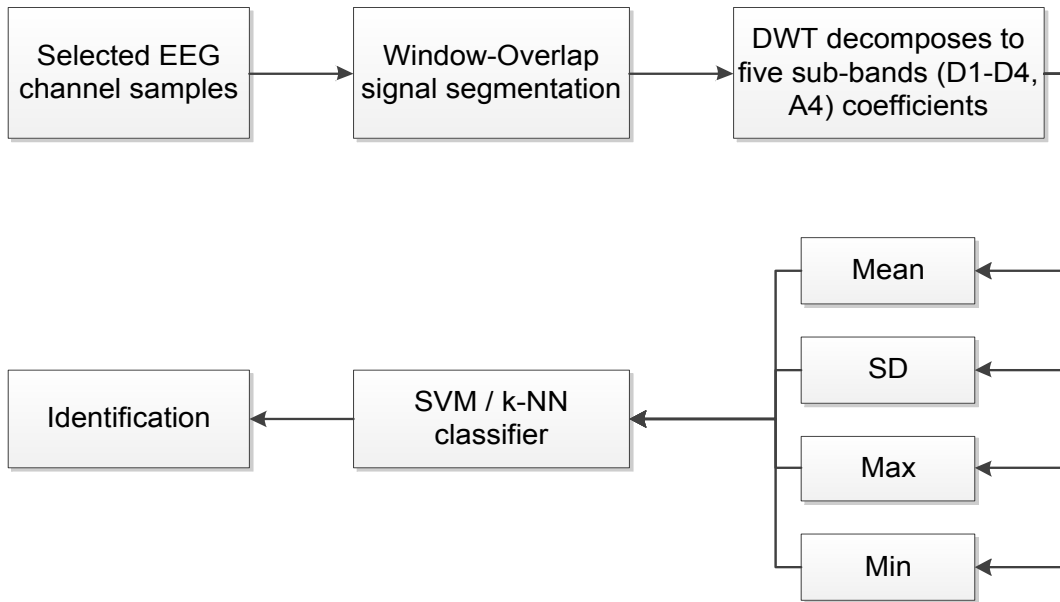 Selected EEG
channel samples
Window-Overlap
signal segmentation
DWT decomposes to
five sub-bands (D1-D4,
A4) coefficients
Mean
SD
Max
Min
SVM / k-NN
classifier
Identification